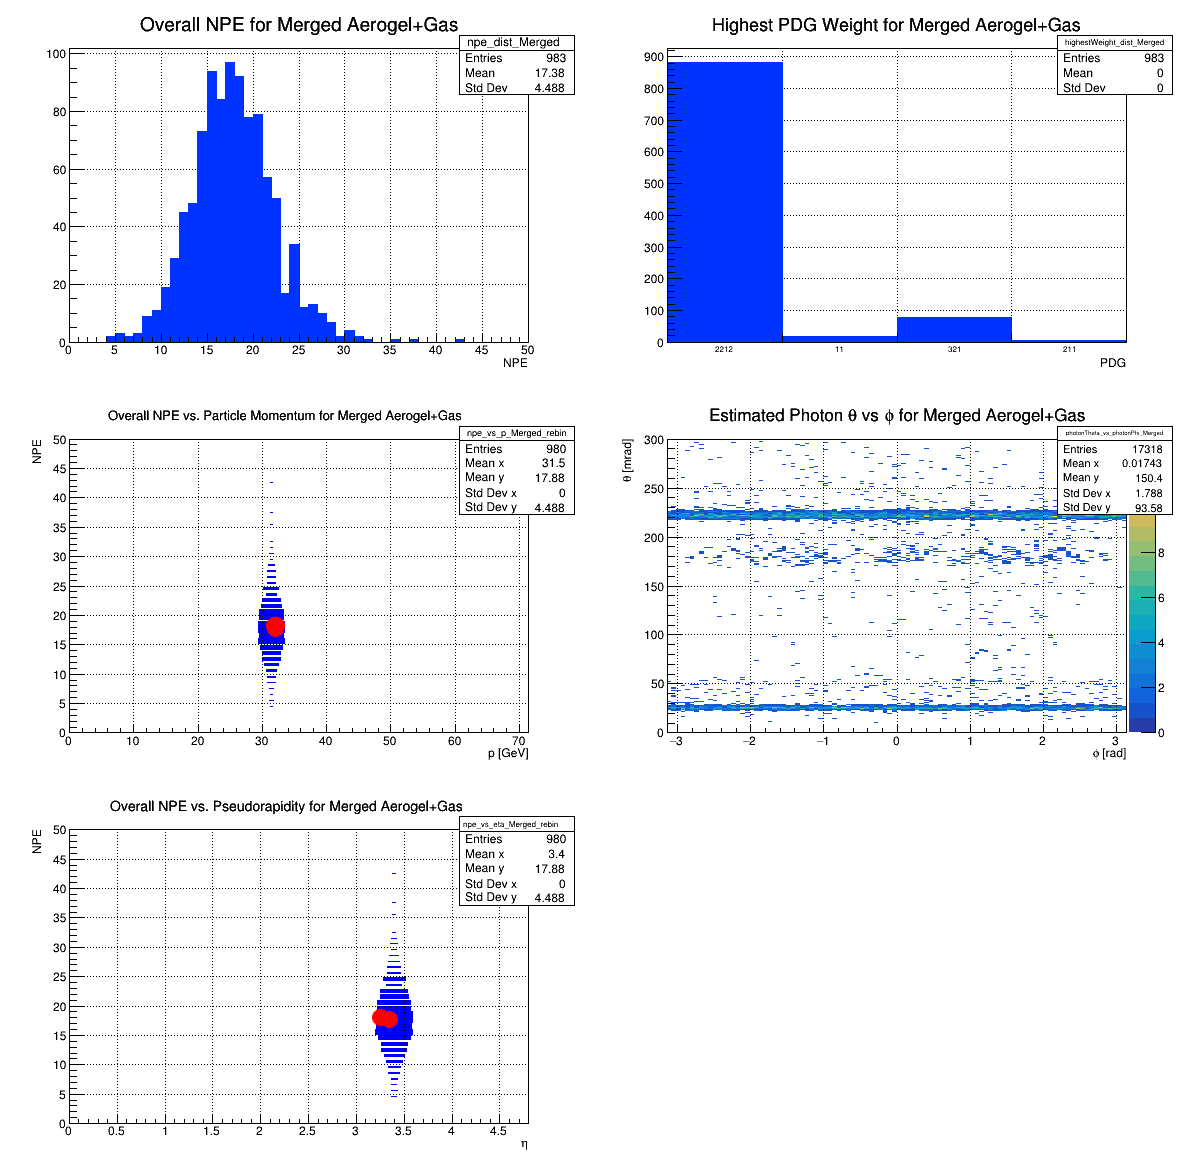 Overall NPE for Merged Aerogel+Gas
npe_dist_Merged
Entries 983
Mean 17.38
Std Dev 4.488
100
80
60
40
20
0
0 5 10 15 20 25 30 35 40 45 50
NPE
Highest PDG Weight for Merged Aerogel+Gas
highestWeight_dist_Merged
Entries 983
Mean 0
Std Dev 0
900
800
700
600
500
400
300
200
100
0
2212 11 321 211
PDG
Overall NPE vs. Particle Momentum for Merged Aerogel+Gas
npe_vs_p_Merged_rebin
Entries 980
Mean x 31.5
Mean y 17.88
Std Dev x 0
Std Dev y 4.488
NPE
50
45
40
35
30
25
20
15
10
5
0
0 10 20 30 40 50 60 70
p [GeV]
Estimated Photon θ vs ϕ for Merged Aerogel+Gas
photonTheta_vs_photonPhi_Merged
Entries 17318
Mean x 0.01743
Mean y 150.4
Std Dev x 1.788
Std Dev y 93.58
θ [mrad]
300
250
200
150
100
50
0
−3 −2 −1 0 1 2 3
ϕ [rad]
8
6
4
2
0
Overall NPE vs. Pseudorapidity for Merged Aerogel+Gas
npe_vs_eta_Merged_rebin
Entries 980
Mean x 3.4
Mean y 17.88
Std Dev x 0
Std Dev y 4.488
NPE
50
45
40
35
30
25
20
15
10
5
0
0 0.5 1 1.5 2 2.5 3 3.5 4 4.5
η